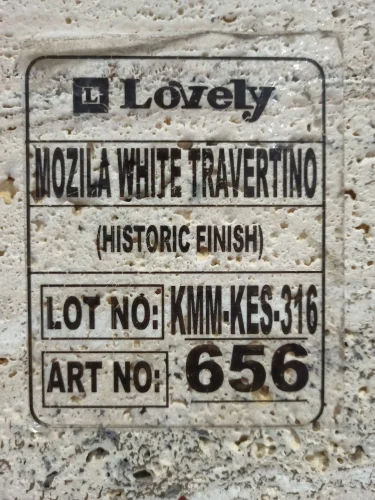 L Lovely
MOZILA WHITE TRAVERTINO
(HISTORIC FINISH)
LOT NO: KMM-KES-316
ART NO: 656